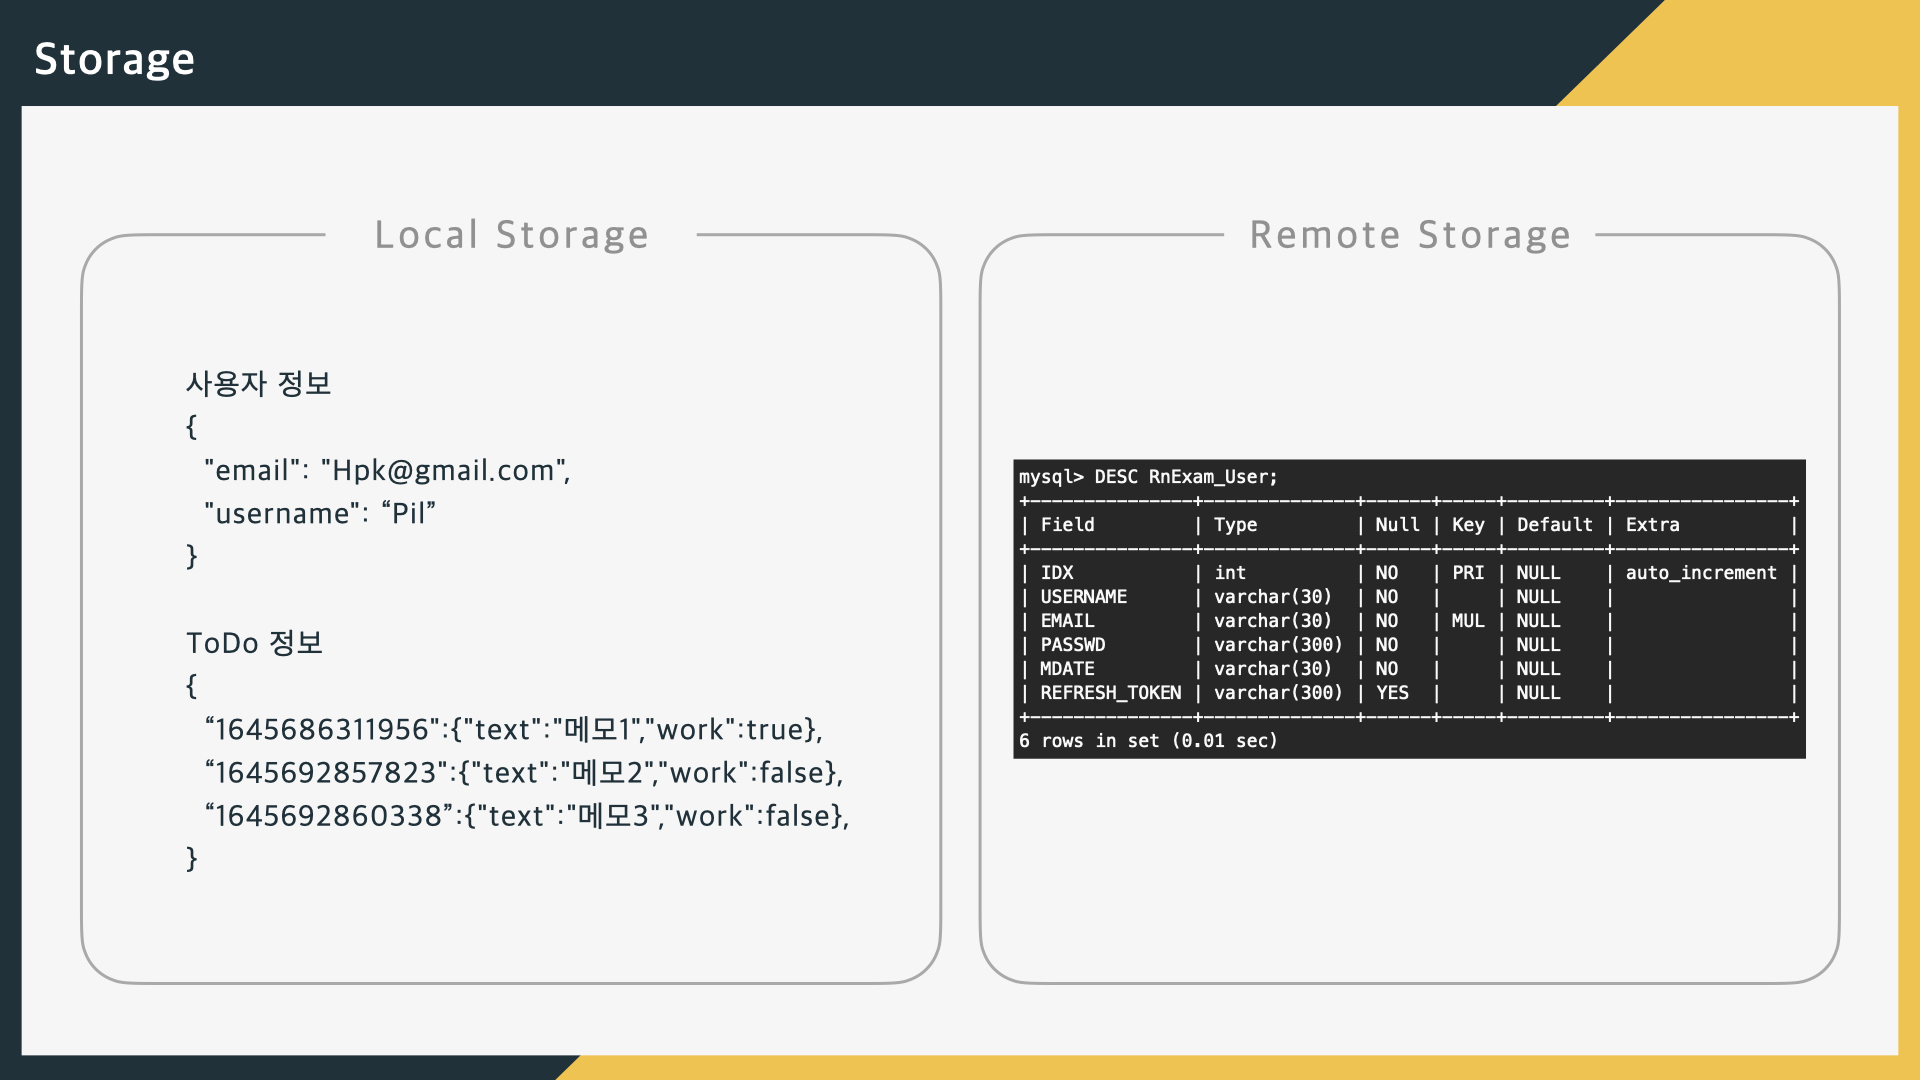 Storage
Local Storage
사용자 정보
{
"email": "Hpk@gmail.com",
"username": “Pil”
}
ToDo 정보
{
“1645686311956":{"text":"메모1","work":true},
“1645692857823":{"text":"메모2","work":false},
“1645692860338”:{"text":"메모3","work":false},
}
Remote Storage
mysql> DESC RnExam_User;
+---------------+--------------+------+-----+---------+----------------+
| Field         | Type         | Null | Key | Default | Extra          |
+---------------+--------------+------+-----+---------+----------------+
| IDX           | int          | NO   | PRI | NULL    | auto_increment |
| USERNAME      | varchar(30)  | NO   |     | NULL    |                |
| EMAIL         | varchar(30)  | NO   | MUL | NULL    |                |
| PASSWD        | varchar(300) | NO   |     | NULL    |                |
| MDATE         | varchar(30)  | NO   |     | NULL    |                |
| REFRESH_TOKEN | varchar(300) | YES  |     | NULL    |                |
+---------------+--------------+------+-----+---------+----------------+
6 rows in set (0.01 sec)